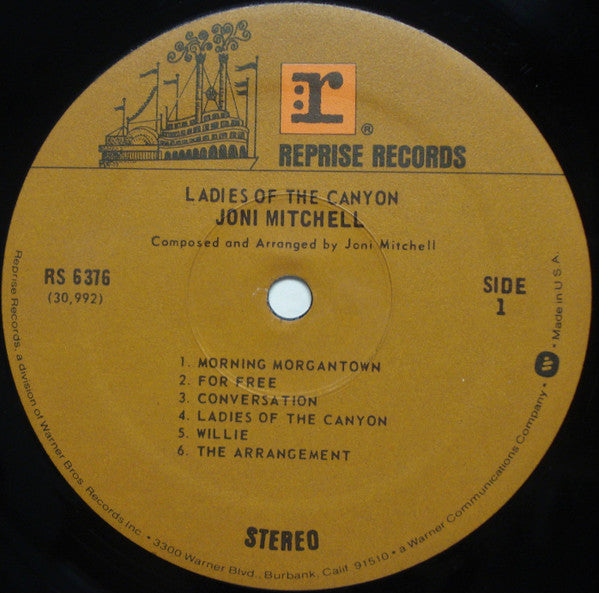 r
®
REPRISE RECORDS
LADIES OF THE CANYON
JONI MITCHELL
Composed and Arranged by Joni Mitchell
RS 6376
(30,992)
SIDE
1
1. MORNING MORGANTOWN
2. FOR FREE
3. CONVERSATION
4. LADIES OF THE CANYON
5. WILLIE
6. THE ARRANGEMENT
STEREO
Reprise Records, a division of Warner Bros. Records Inc. • 3300 Warner Blvd., Burbank, Calif. 91510 • a Warner Communications Company • Made in U.S.A.